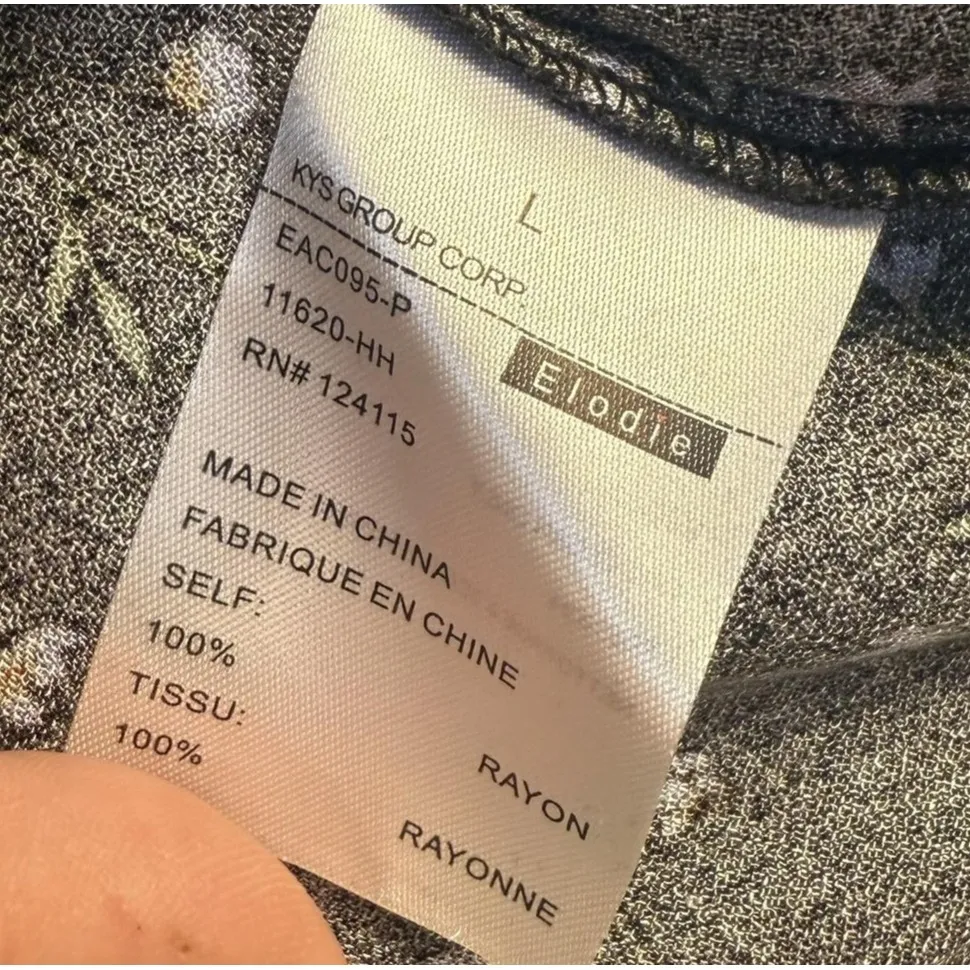 L
KYS GROUP CORP.
EAC095-P
Elodie
11620-HH
RN# 124115
MADE IN CHINA
FABRIQUE EN CHINE
SELF:
100% RAYON
TISSU:
100% RAYONNE